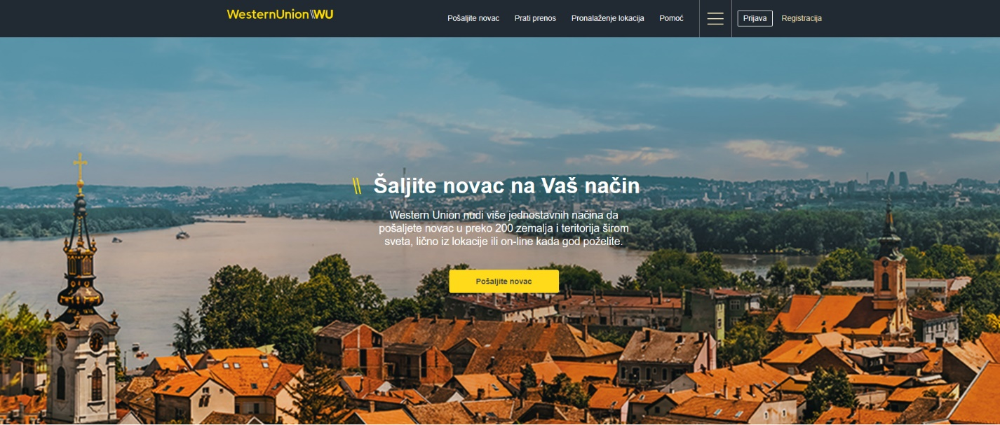 WesternUnion WU
Pošaljite novac
Prati prenos
Pronalaženje lokacija
Pomoć
Prijava
Registracija
Šaljite novac na Vaš način
Western Union nudi više jednostavnih načina da
pošaljete novac u preko 200 zemalja i teritorija širom
sveta, lično iz lokacije ili on-line kada god poželite.
Pošaljite novac